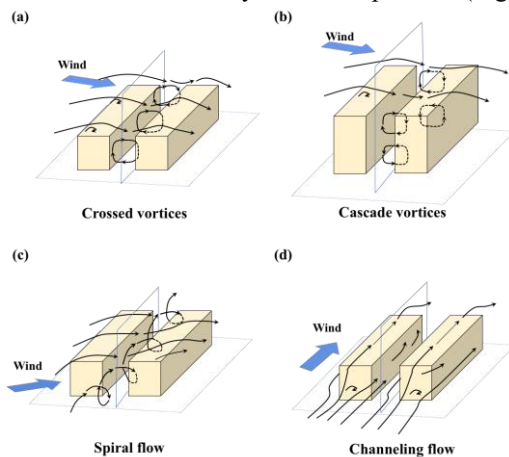 (a)
(b)
Wind
Wind
Crossed vortices
Cascade vortices
(c)
(d)
Wind
Wind
Spiral flow
Channeling flow